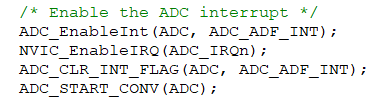 /* Enable the ADC interrupt */
ADC_EnableInt(ADC, ADC_ADF_INT);
NVIC_EnableIRQ(ADC_IRQn);
ADC_CLR_INT_FLAG(ADC, ADC_ADF_INT);
ADC_START_CONV(ADC);